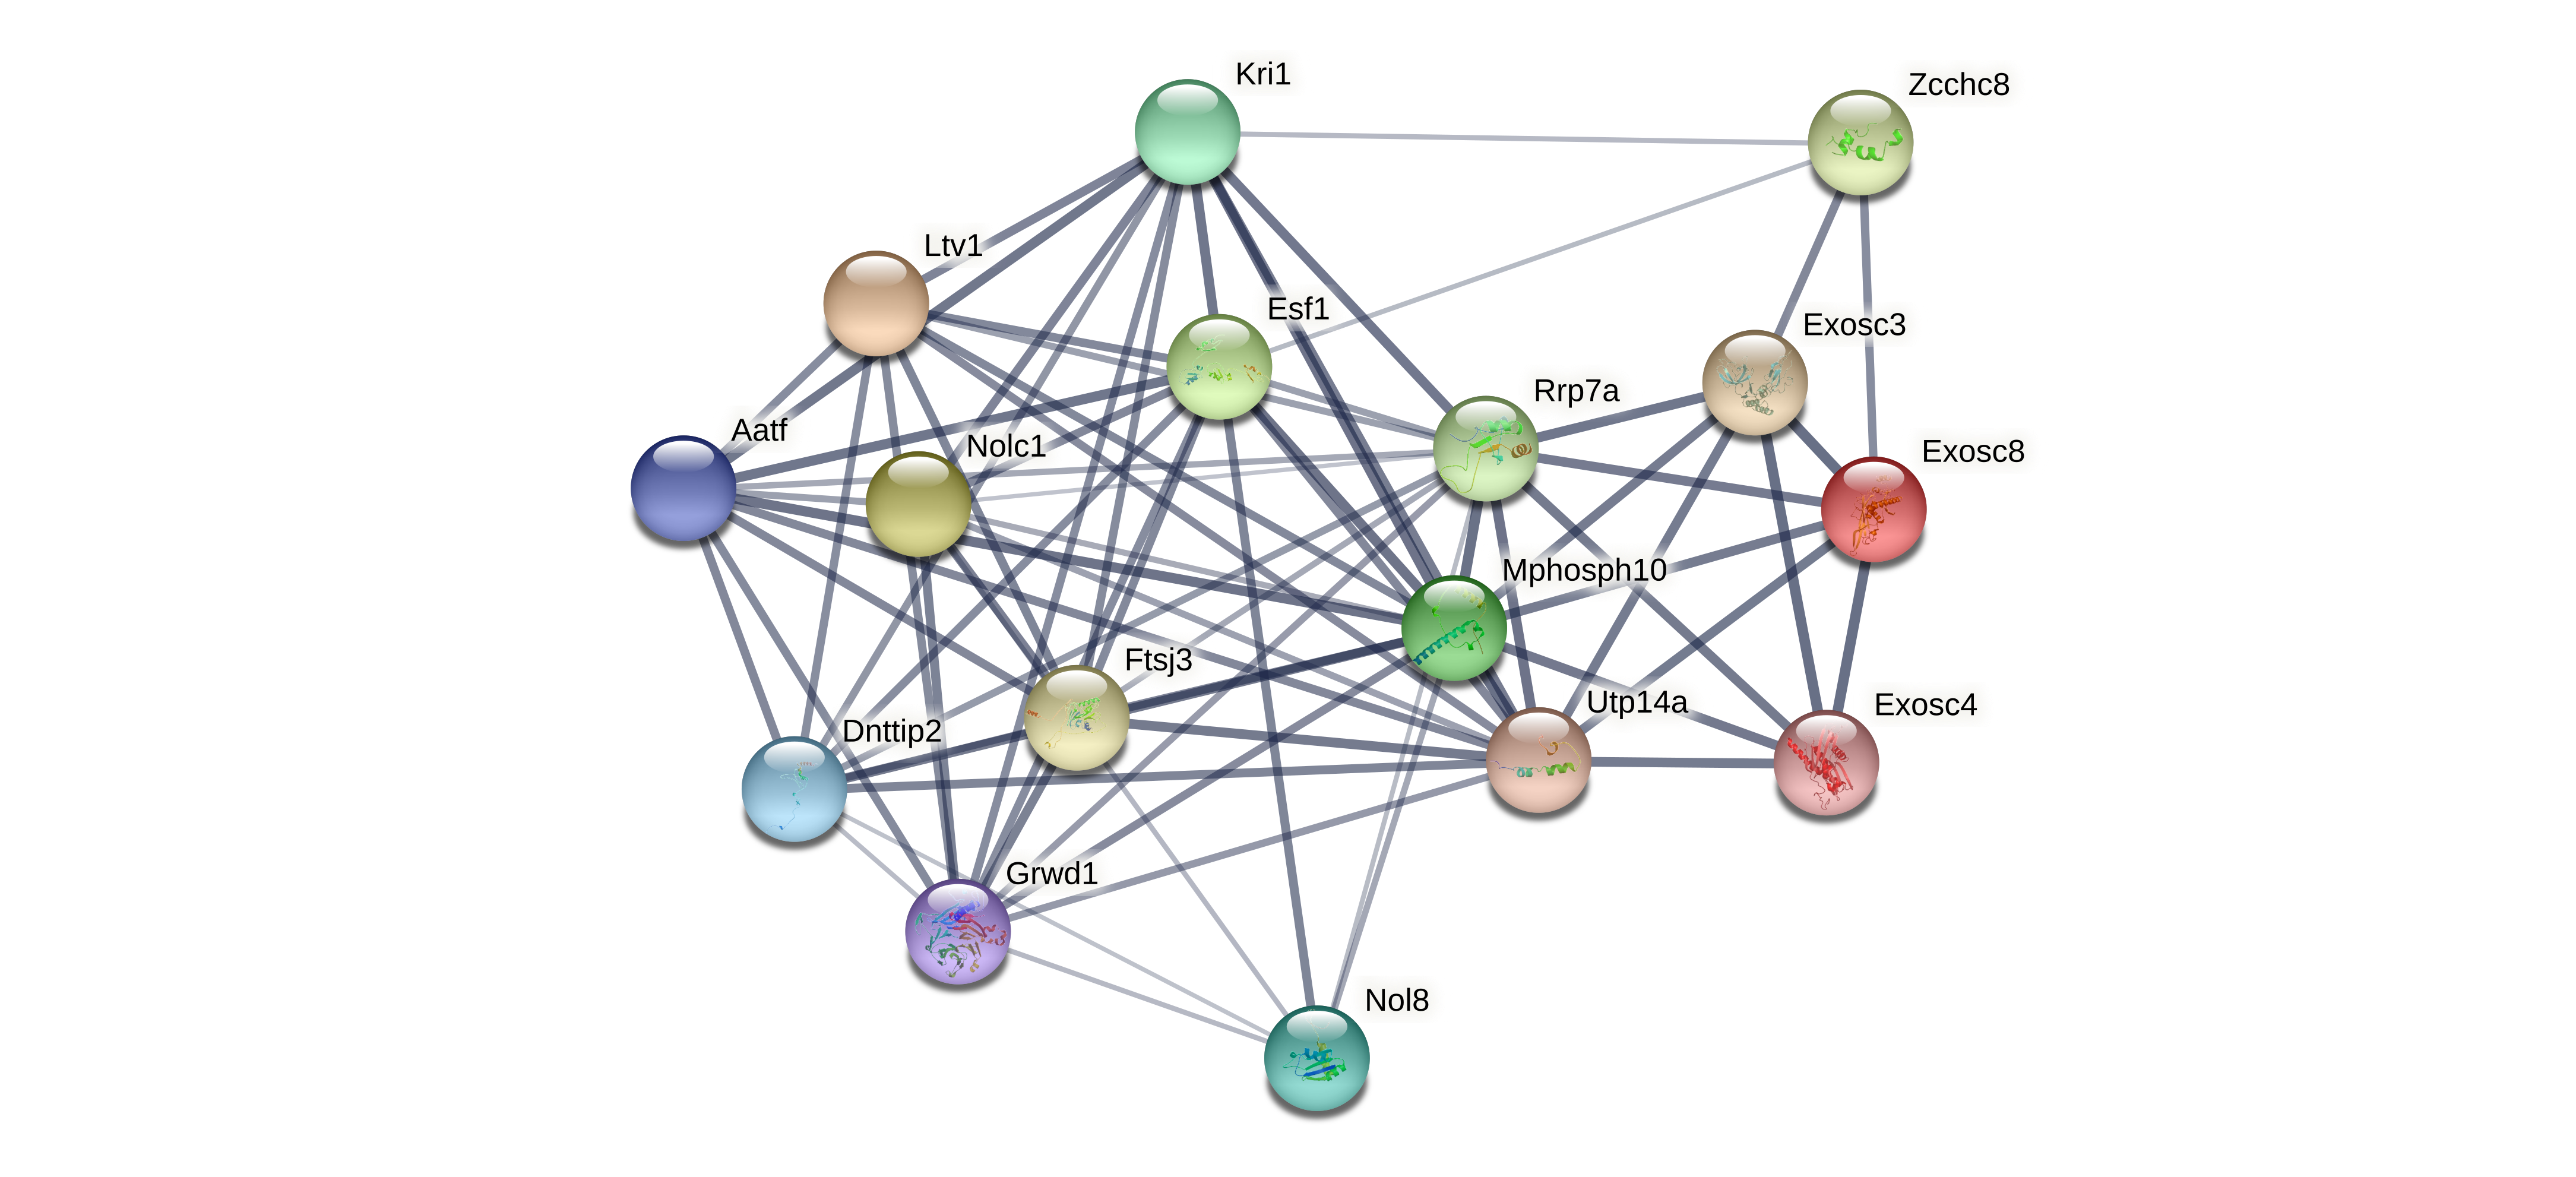 Kri1
Zcchc8
Ltv1
Esf1
Exosc3
Rrp7a
Aatf
Nolc1
Exosc8
Mphosph10
Ftsj3
Utp14a
Exosc4
Dnttip2
Grwd1
Nol8